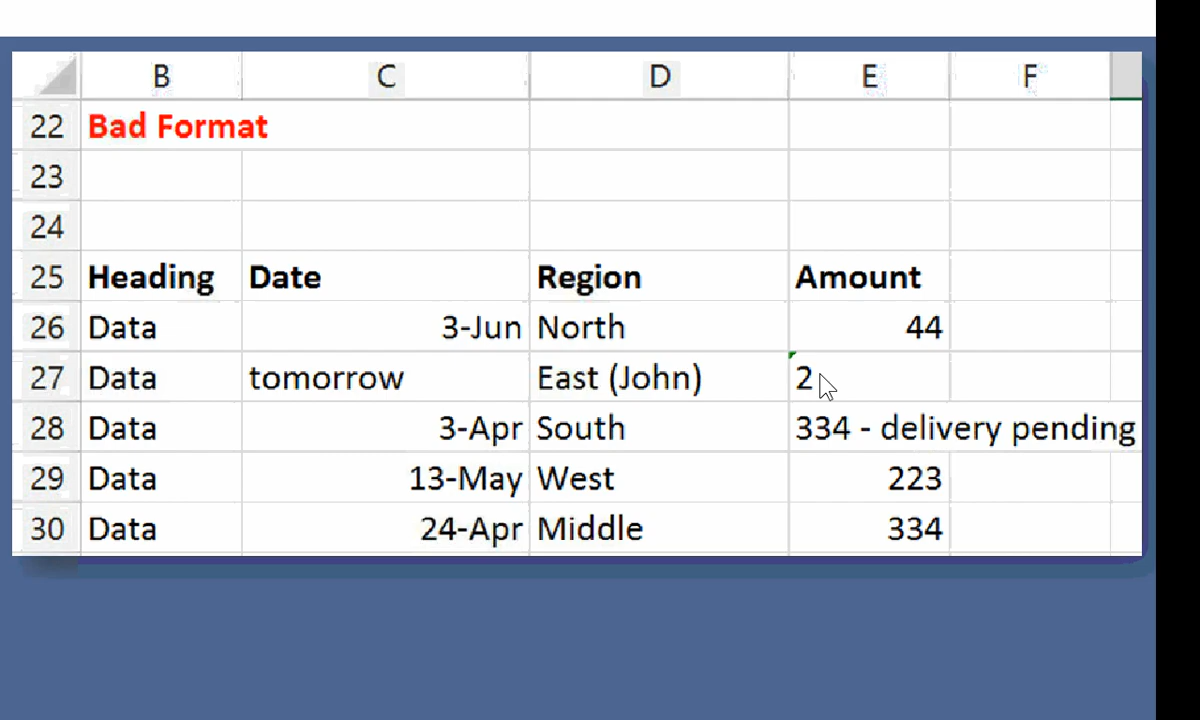 B C D E F
22 Bad Format
23
24
25 Heading Date Region Amount
26 Data 3-Jun North 44
27 Data tomorrow East (John) 2
28 Data 3-Apr South 334 - delivery pending
29 Data 13-May West 223
30 Data 24-Apr Middle 334